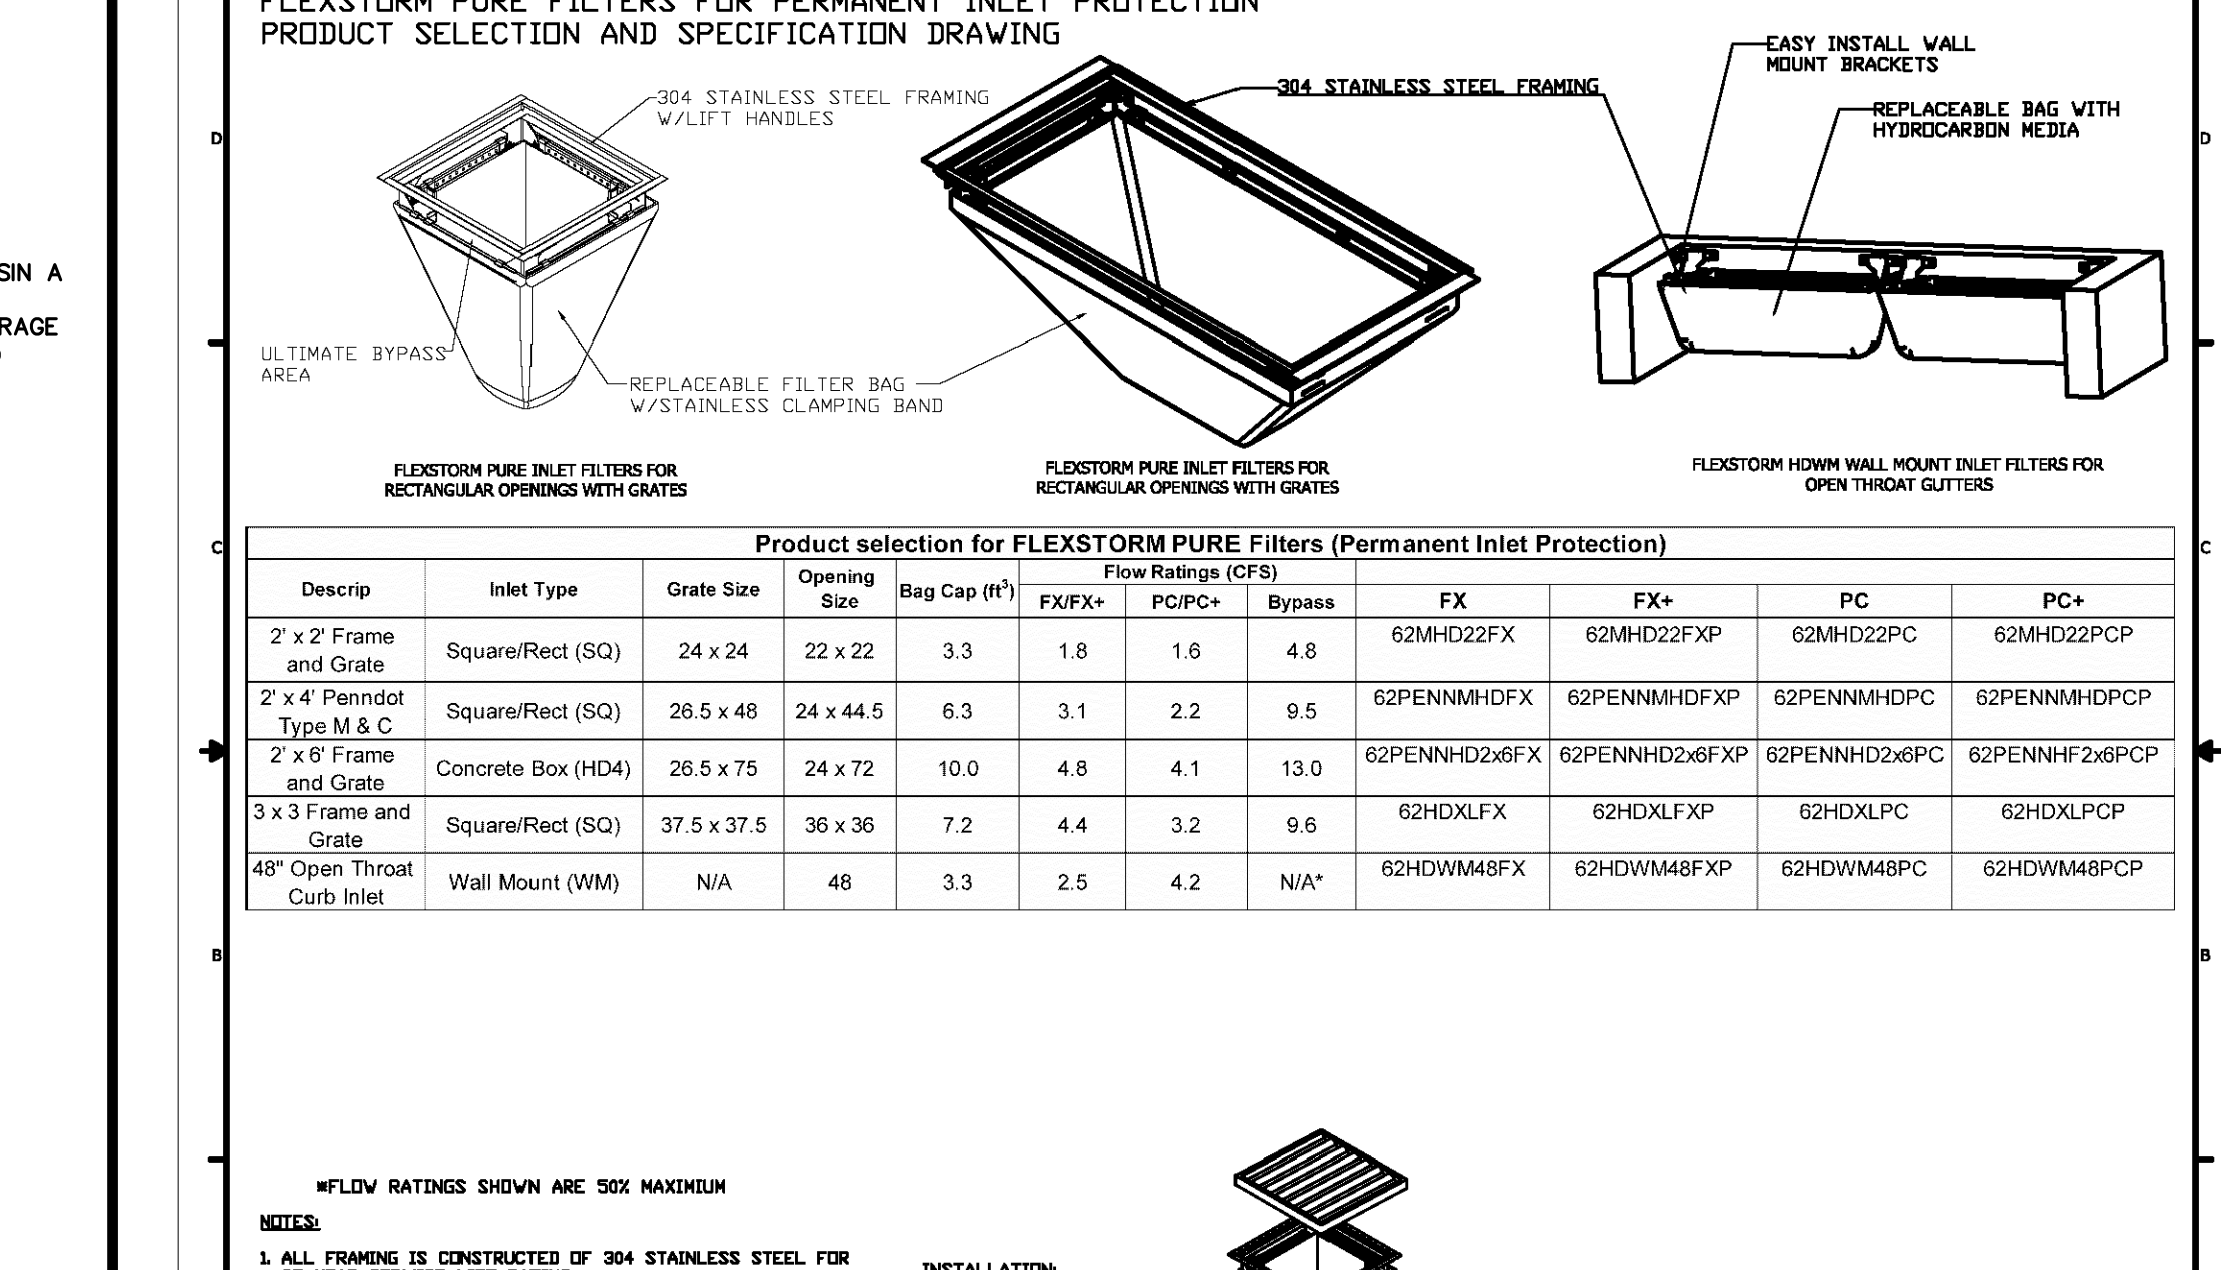 FLEXSTORM PURE FILTERS FOR PERMANENT INLET PROTECTION
PRODUCT SELECTION AND SPECIFICATION DRAWING
304 STAINLESS STEEL FRAMING
W/LIFT HANDLES
304 STAINLESS STEEL FRAMING
EASY INSTALL WALL
MOUNT BRACKETS
REPLACEABLE BAG WITH
HYDROCARBON MEDIA
D
D
SIN A
RAGE
ULTIMATE BYPASS
AREA
REPLACEABLE FILTER BAG
W/STAINLESS CLAMPING BAND
FLEXSTORM PURE INLET FILTERS FOR
RECTANGULAR OPENINGS WITH GRATES
FLEXSTORM PURE INLET FILTERS FOR
RECTANGULAR OPENINGS WITH GRATES
FLEXSTORM HDWM WALL MOUNT INLET FILTERS FOR
OPEN THROAT GUTTERS
C
C
Product selection for FLEXSTORM PURE Filters (Permanent Inlet Protection)
Descrip Inlet Type Grate Size Opening Size Bag Cap (ft³) Flow Ratings (CFS)
FX/FX+ PC/PC+ Bypass FX FX+ PC PC+
2' x 2' Frame and Grate Square/Rect (SQ) 24 x 24 22 x 22 3.3 1.8 1.6 4.8 62MHD22FX 62MHD22FXP 62MHD22PC 62MHD22PCP
2' x 4' Penndot Type M & C Square/Rect (SQ) 26.5 x 48 24 x 44.5 6.3 3.1 2.2 9.5 62PENNMHDFX 62PENNMHDFXP 62PENNMHDPC 62PENNMHDPCP
2' x 6' Frame and Grate Concrete Box (HD4) 26.5 x 75 24 x 72 10.0 4.8 4.1 13.0 62PENNHD2x6FX 62PENNHD2x6FXP 62PENNHD2x6PC 62PENNHF2x6PCP
3 x 3 Frame and Grate Square/Rect (SQ) 37.5 x 37.5 36 x 36 7.2 4.4 3.2 9.6 62HDXLFX 62HDXLFXP 62HDXLPC 62HDXLPCP
48" Open Throat Curb Inlet Wall Mount (WM) N/A 48 3.3 2.5 4.2 N/A* 62HDWM48FX 62HDWM48FXP 62HDWM48PC 62HDWM48PCP
B
B
*FLOW RATINGS SHOWN ARE 50% MAXIMIUM
NOTES:
1. ALL FRAMING IS CONSTRUCTED OF 304 STAINLESS STEEL FOR
INSTALLATION: